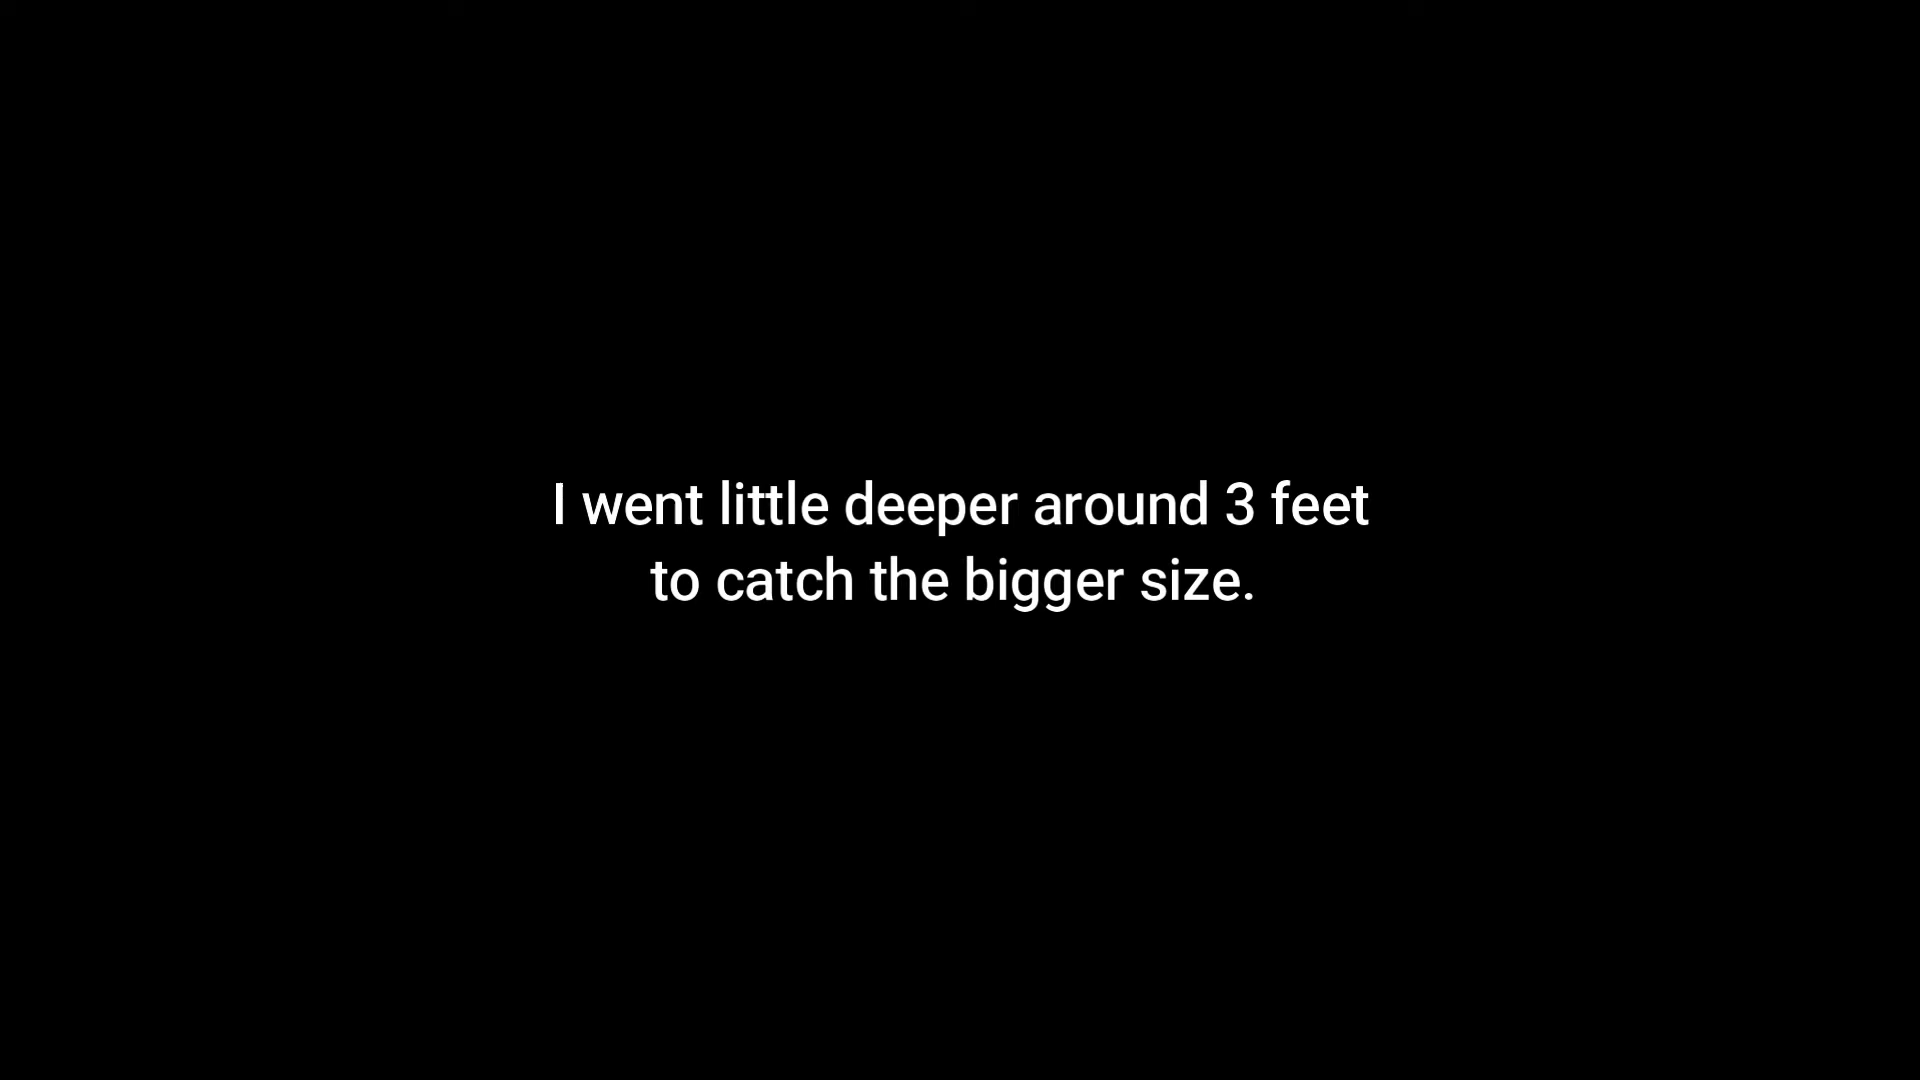 I went little deeper around 3 feet
to catch the bigger size.